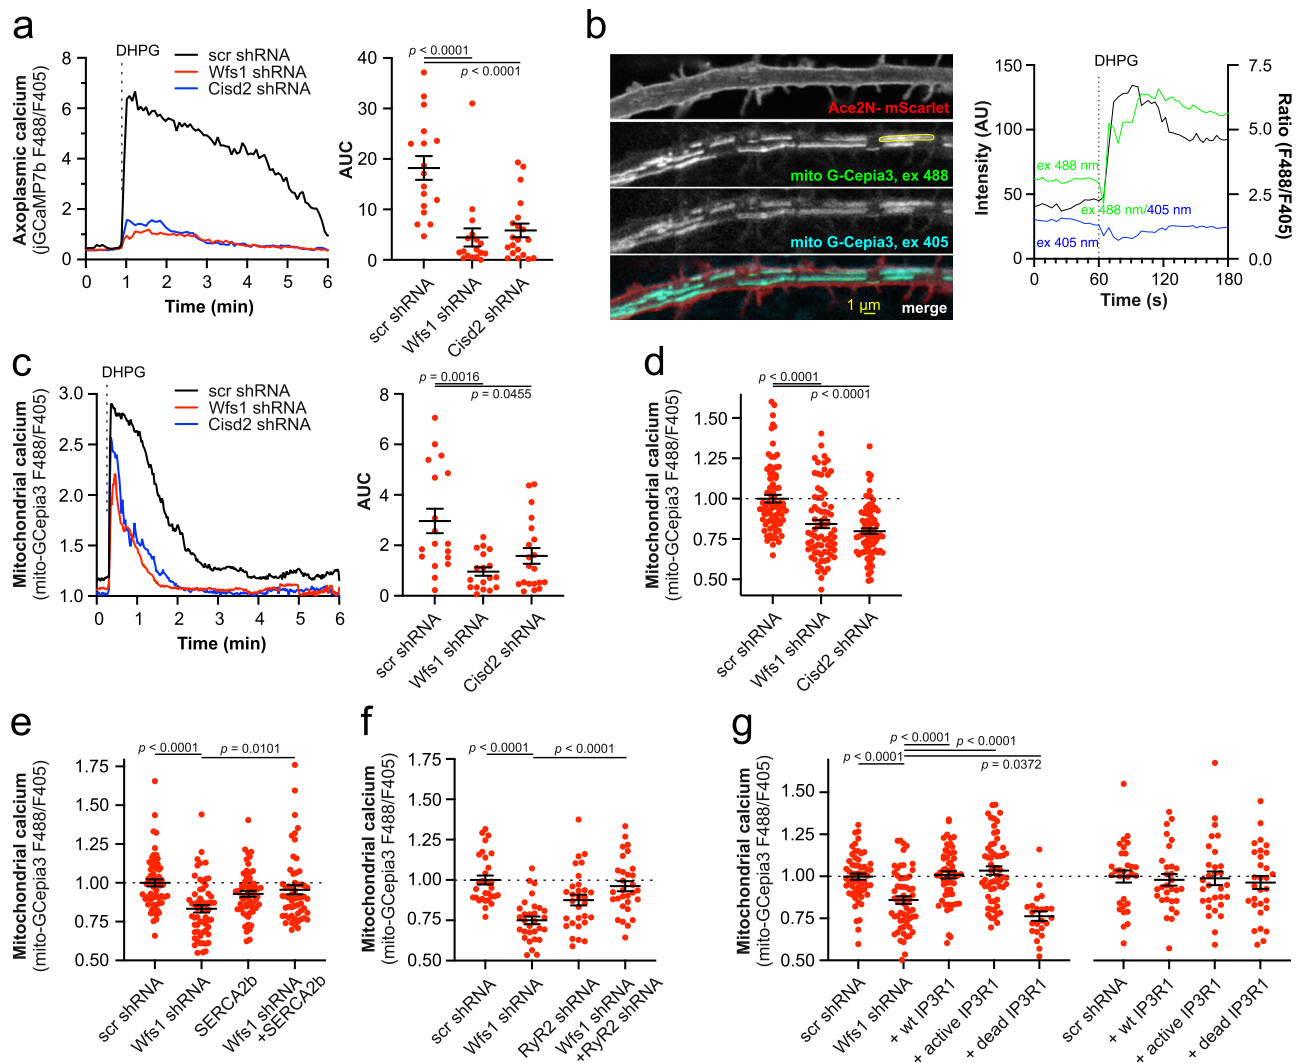 a
DHPG
scr shRNA
Wfs1 shRNA
Cisd2 shRNA
Axoplasmic calcium
(jGCaMP7b F488/F405)
8
6
4
2
0
0 1 2 3 4 5 6
Time (min)
p < 0.0001
p < 0.0001
AUC
40
30
20
10
0
scr shRNA
Wfs1 shRNA
Cisd2 shRNA
b
Ace2N- mScarlet
mito G-Cepia3, ex 488
mito G-Cepia3, ex 405
1 µm
merge
DHPG
Intensity (AU)
150
100
50
0
ex 488 nm
ex 488 nm/405 nm
ex 405 nm
7.5
5.0
2.5
0.0
Ratio (F488/F405)
0 60 120 180
Time (s)
c
DHPG
scr shRNA
Wfs1 shRNA
Cisd2 shRNA
Mitochondrial calcium
(mito-GCepia3 F488/F405)
3.0
2.5
2.0
1.5
1.0
0 1 2 3 4 5 6
Time (min)
p = 0.0016
p = 0.0455
AUC
8
6
4
2
0
scr shRNA
Wfs1 shRNA
Cisd2 shRNA
d
p < 0.0001
p < 0.0001
Mitochondrial calcium
(mito-GCepia3 F488/F405)
1.50
1.25
1.00
0.75
0.50
scr shRNA
Wfs1 shRNA
Cisd2 shRNA
e
p < 0.0001
p = 0.0101
Mitochondrial calcium
(mito-GCepia3 F488/F405)
1.75
1.50
1.25
1.00
0.75
0.50
scr shRNA
Wfs1 shRNA
SERCA2b
Wfs1 shRNA
+SERCA2b
f
p < 0.0001
p < 0.0001
Mitochondrial calcium
(mito-GCepia3 F488/F405)
1.75
1.50
1.25
1.00
0.75
0.50
scr shRNA
Wfs1 shRNA
RyR2 shRNA
Wfs1 shRNA
+RyR2 shRNA
g
p < 0.0001
p < 0.0001
p < 0.0001
p = 0.0372
Mitochondrial calcium
(mito-GCepia3 F488/F405)
1.50
1.25
1.00
0.75
0.50
scr shRNA
Wfs1 shRNA
+ wt IP3R1
+ active IP3R1
+ dead IP3R1
scr shRNA
+ wt IP3R1
+ active IP3R1
+ dead IP3R1